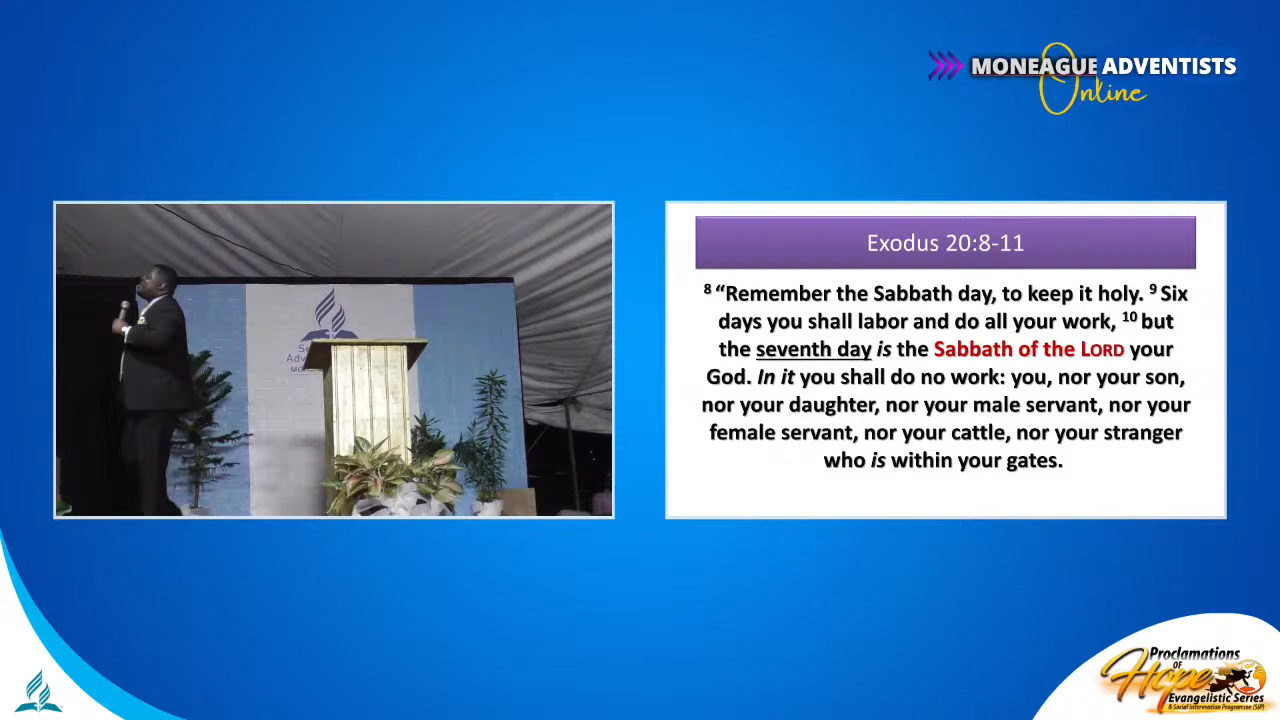 MONEAGUE ADVENTISTS
Online
Exodus 20:8-11
8 “Remember the Sabbath day, to keep it holy. 9 Six
days you shall labor and do all your work, 10 but
the seventh day is the Sabbath of the LORD your
God. In it you shall do no work: you, nor your son,
nor your daughter, nor your male servant, nor your
female servant, nor your cattle, nor your stranger
who is within your gates.
Proclamations
OF
Hope
Evangelistic Series
& Social Intervention Programme (SIP)